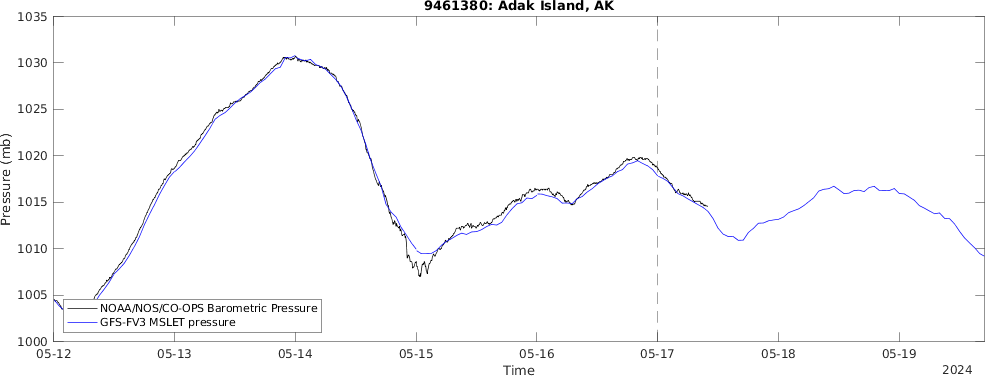 9461380: Adak Island, AK
1035
1030
1025
1020
1015
1010
1005
1000
Pressure (mb)
NOAA/NOS/CO-OPS Barometric Pressure
GFS-FV3 MSLET pressure
05-12 05-13 05-14 05-15 05-16 05-17 05-18 05-19
Time
2024